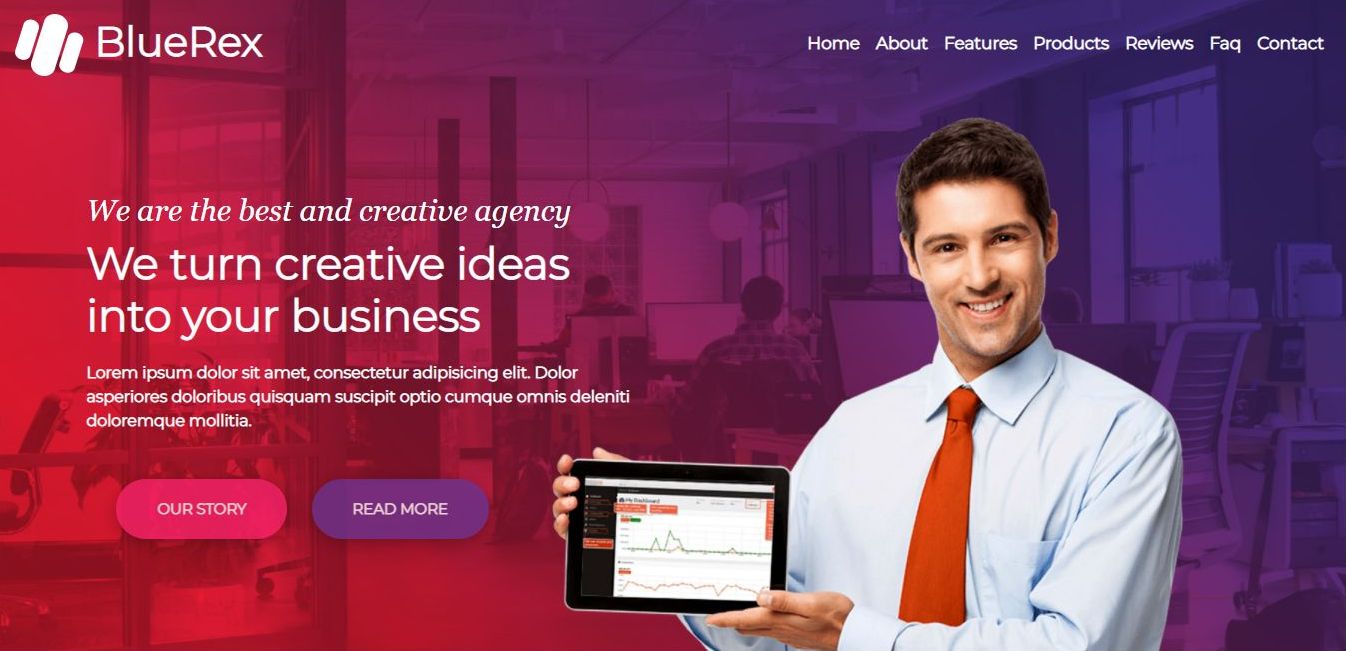 BlueRex
Home About Features Products Reviews Faq Contact
We are the best and creative agency
We turn creative ideas
into your business
Lorem ipsum dolor sit amet, consectetur adipisicing elit. Dolor
asperiores doloribus quisquam suscipit optio cumque omnis deleniti
doloremque mollitia.
OUR STORY
READ MORE
My Dashboard